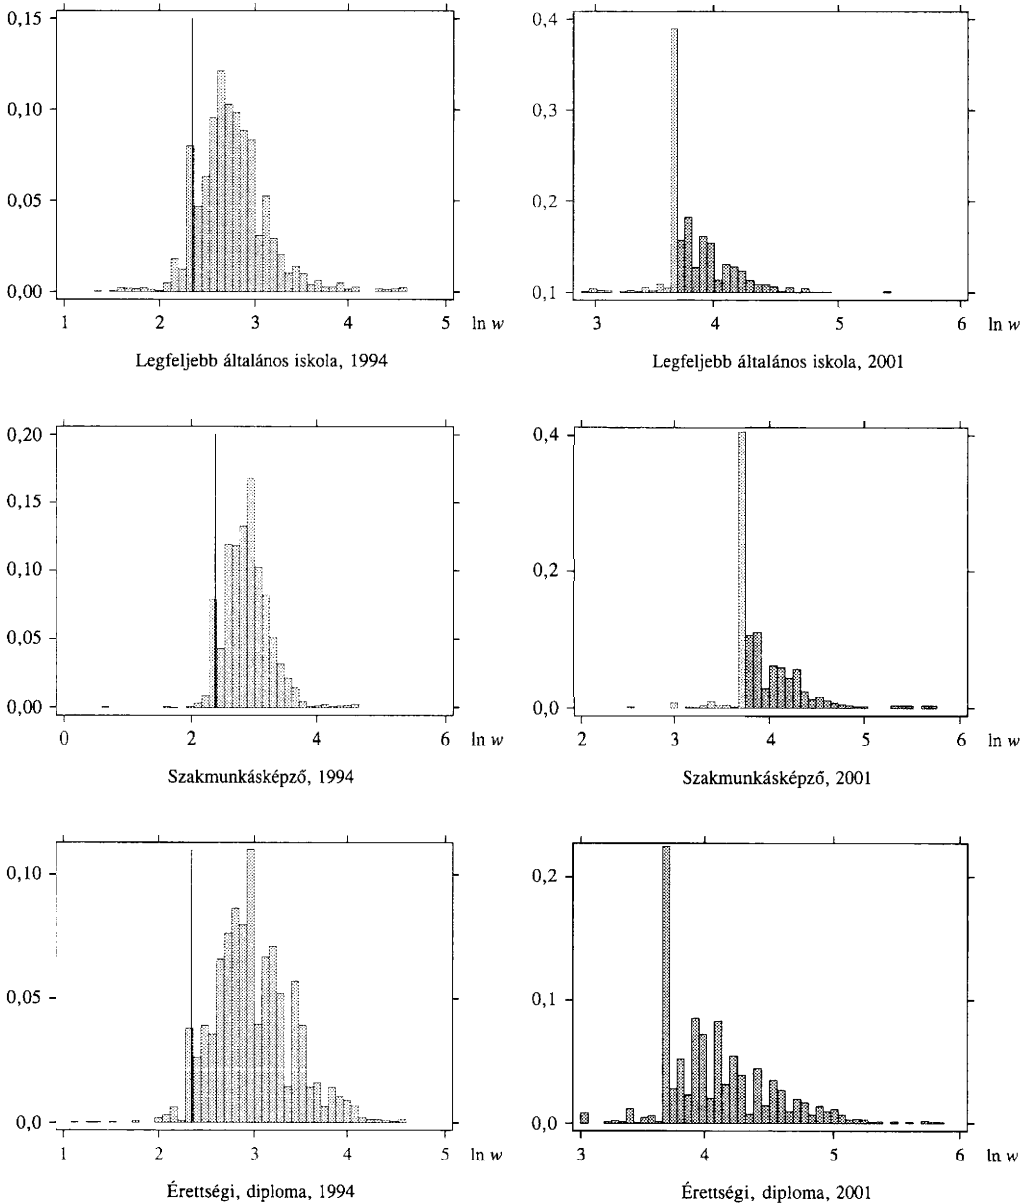 0,15
0,10
0,05
0,00
1 2 3 4 5 ln w
Legfeljebb általános iskola, 1994
0,4
0,3
0,2
0,1
3 4 5 6 ln w
Legfeljebb általános iskola, 2001
0,20
0,15
0,10
0,05
0,00
0 2 4 6 ln w
Szakmunkásképző, 1994
0,4
0,2
0,0
2 3 4 5 6 ln w
Szakmunkásképző, 2001
0,10
0,05
0,0
1 2 3 4 5 ln w
Érettségi, diploma, 1994
0,2
0,1
0,0
3 4 5 6 ln w
Érettségi, diploma, 2001